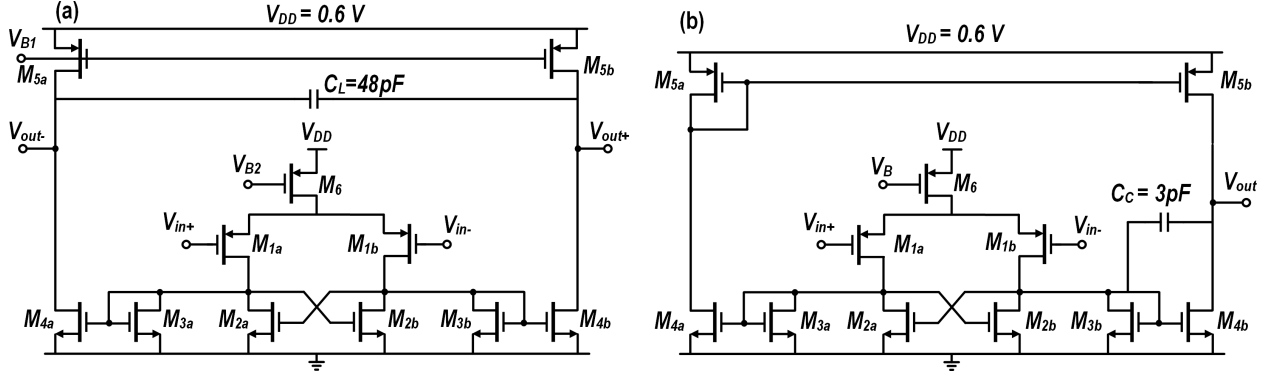 (a)
V_DD = 0.6 V
V_B1
M_5a
M_5b
C_L=48pF
V_out-
V_out+
V_DD
V_B2
M_6
V_in+
M_1a
M_1b
V_in-
M_4a
M_3a
M_2a
M_2b
M_3b
M_4b
(b)
V_DD = 0.6 V
M_5a
M_5b
V_DD
V_B
M_6
C_C = 3pF
V_out
V_in+
M_1a
M_1b
V_in-
M_4a
M_3a
M_2a
M_2b
M_3b
M_4b